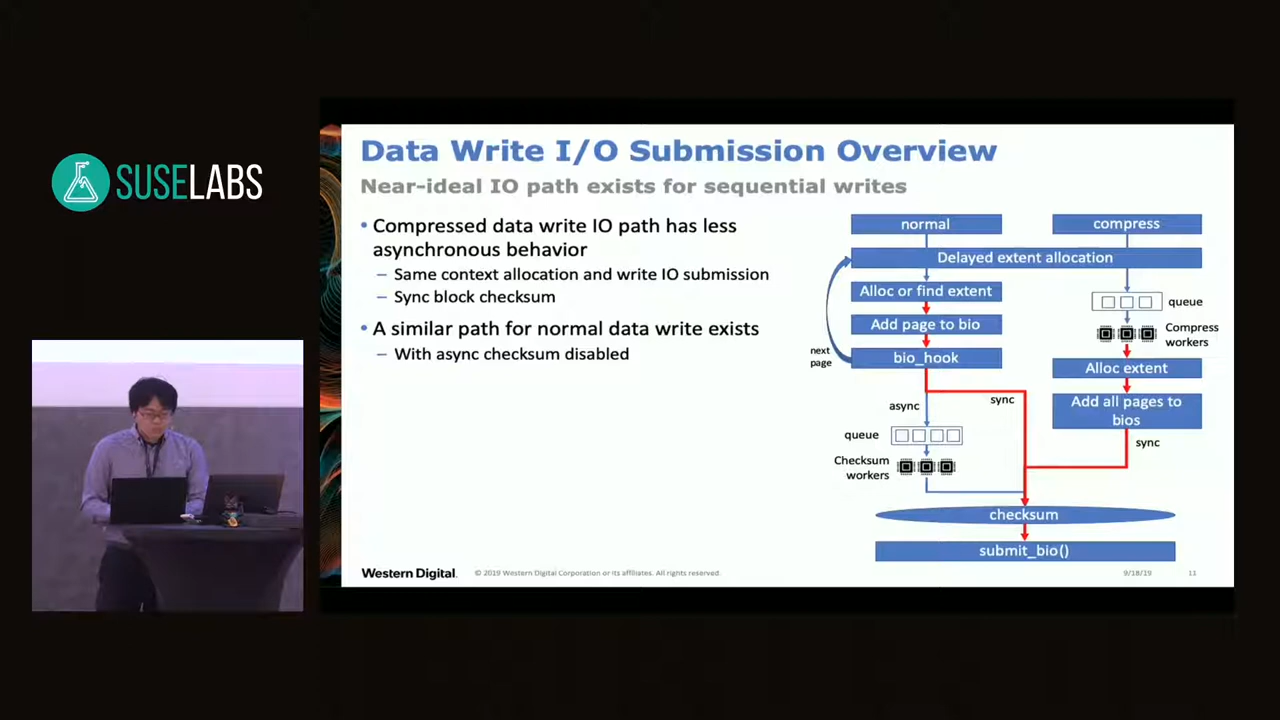 SUSELABS
Data Write I/O Submission Overview
Near-ideal IO path exists for sequential writes
• Compressed data write IO path has less
asynchronous behavior
– Same context allocation and write IO submission
– Sync block checksum
• A similar path for normal data write exists
– With async checksum disabled
normal
compress
Delayed extent allocation
Alloc or find extent
queue
Add page to bio
Compress
workers
next
page
bio_hook
Alloc extent
async
sync
Add all pages to
bios
queue
sync
Checksum
workers
checksum
submit_bio()
Western Digital.
© 2019 Western Digital Corporation or its affiliates. All rights reserved.
9/18/19
11